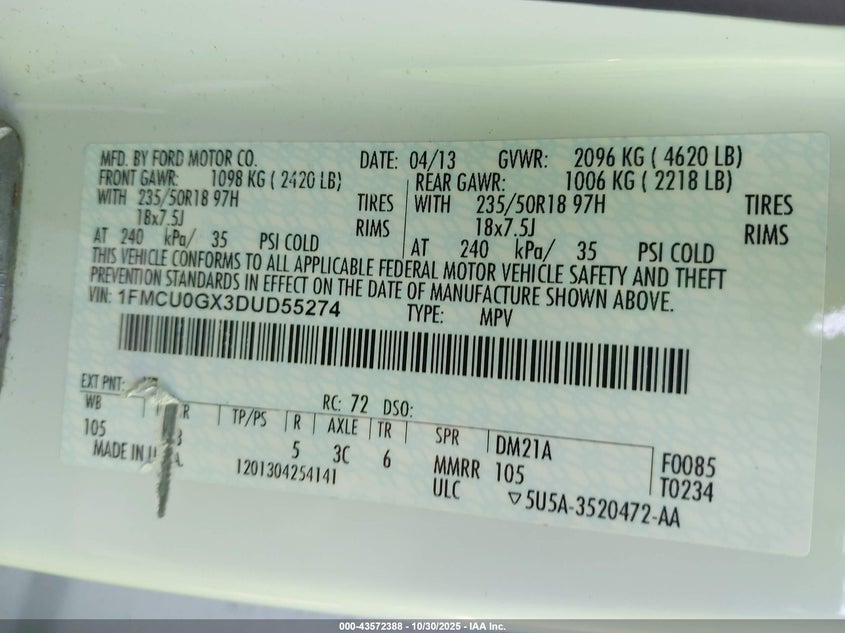 MFD. BY FORD MOTOR CO. DATE: 04/13 GVWR: 2096 KG ( 4620 LB)
FRONT GAWR: 1098 KG ( 2420 LB) REAR GAWR: 1006 KG ( 2218 LB)
WITH 235/50R18 97H TIRES WITH 235/50R18 97H TIRES
18x7.5J RIMS 18x7.5J RIMS
AT 240 kPa/ 35 PSI COLD AT 240 kPa/ 35 PSI COLD
THIS VEHICLE CONFORMS TO ALL APPLICABLE FEDERAL MOTOR VEHICLE SAFETY AND THEFT
PREVENTION STANDARDS IN EFFECT ON THE DATE OF MANUFACTURE SHOWN ABOVE.
VIN: 1FMCU0GX3DUD55274 TYPE: MPV
EXT PNT: RC: 72 DSO:
WB R TP/PS R AXLE TR SPR DM21A F0085
105 B 5 3C 6 MMRR 105 T0234
MADE IN U. A. 1201304254141 ULC ▽5U5A-3520472-AA
000-43572388 - 10/30/2025 - IAA Inc.